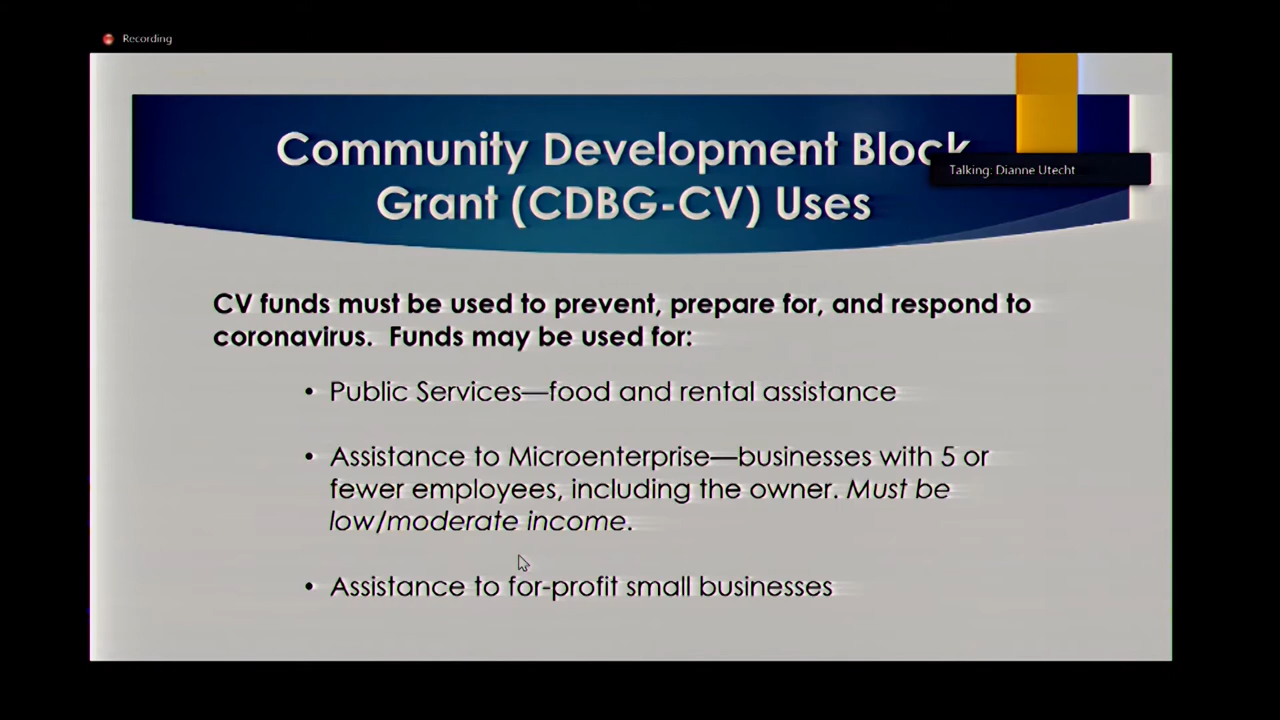 Recording
Community Development Block
Talking: Dianne Utecht
Grant (CDBG-CV) Uses
CV funds must be used to prevent, prepare for, and respond to
coronavirus. Funds may be used for:
• Public Services—food and rental assistance
• Assistance to Microenterprise—businesses with 5 or
fewer employees, including the owner. Must be
low/moderate income.
• Assistance to for-profit small businesses